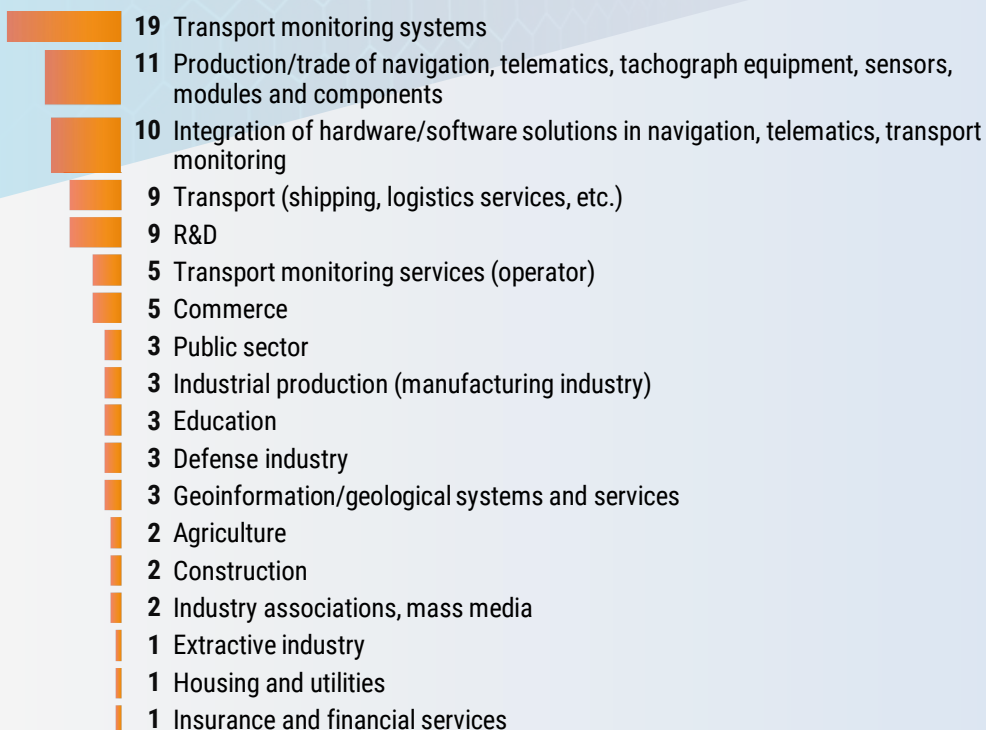 19 Transport monitoring systems
11 Production/trade of navigation, telematics, tachograph equipment, sensors,
modules and components
10 Integration of hardware/software solutions in navigation, telematics, transport
monitoring
9 Transport (shipping, logistics services, etc.)
9 R&D
5 Transport monitoring services (operator)
5 Commerce
3 Public sector
3 Industrial production (manufacturing industry)
3 Education
3 Defense industry
3 Geoinformation/geological systems and services
2 Agriculture
2 Construction
2 Industry associations, mass media
1 Extractive industry
1 Housing and utilities
1 Insurance and financial services